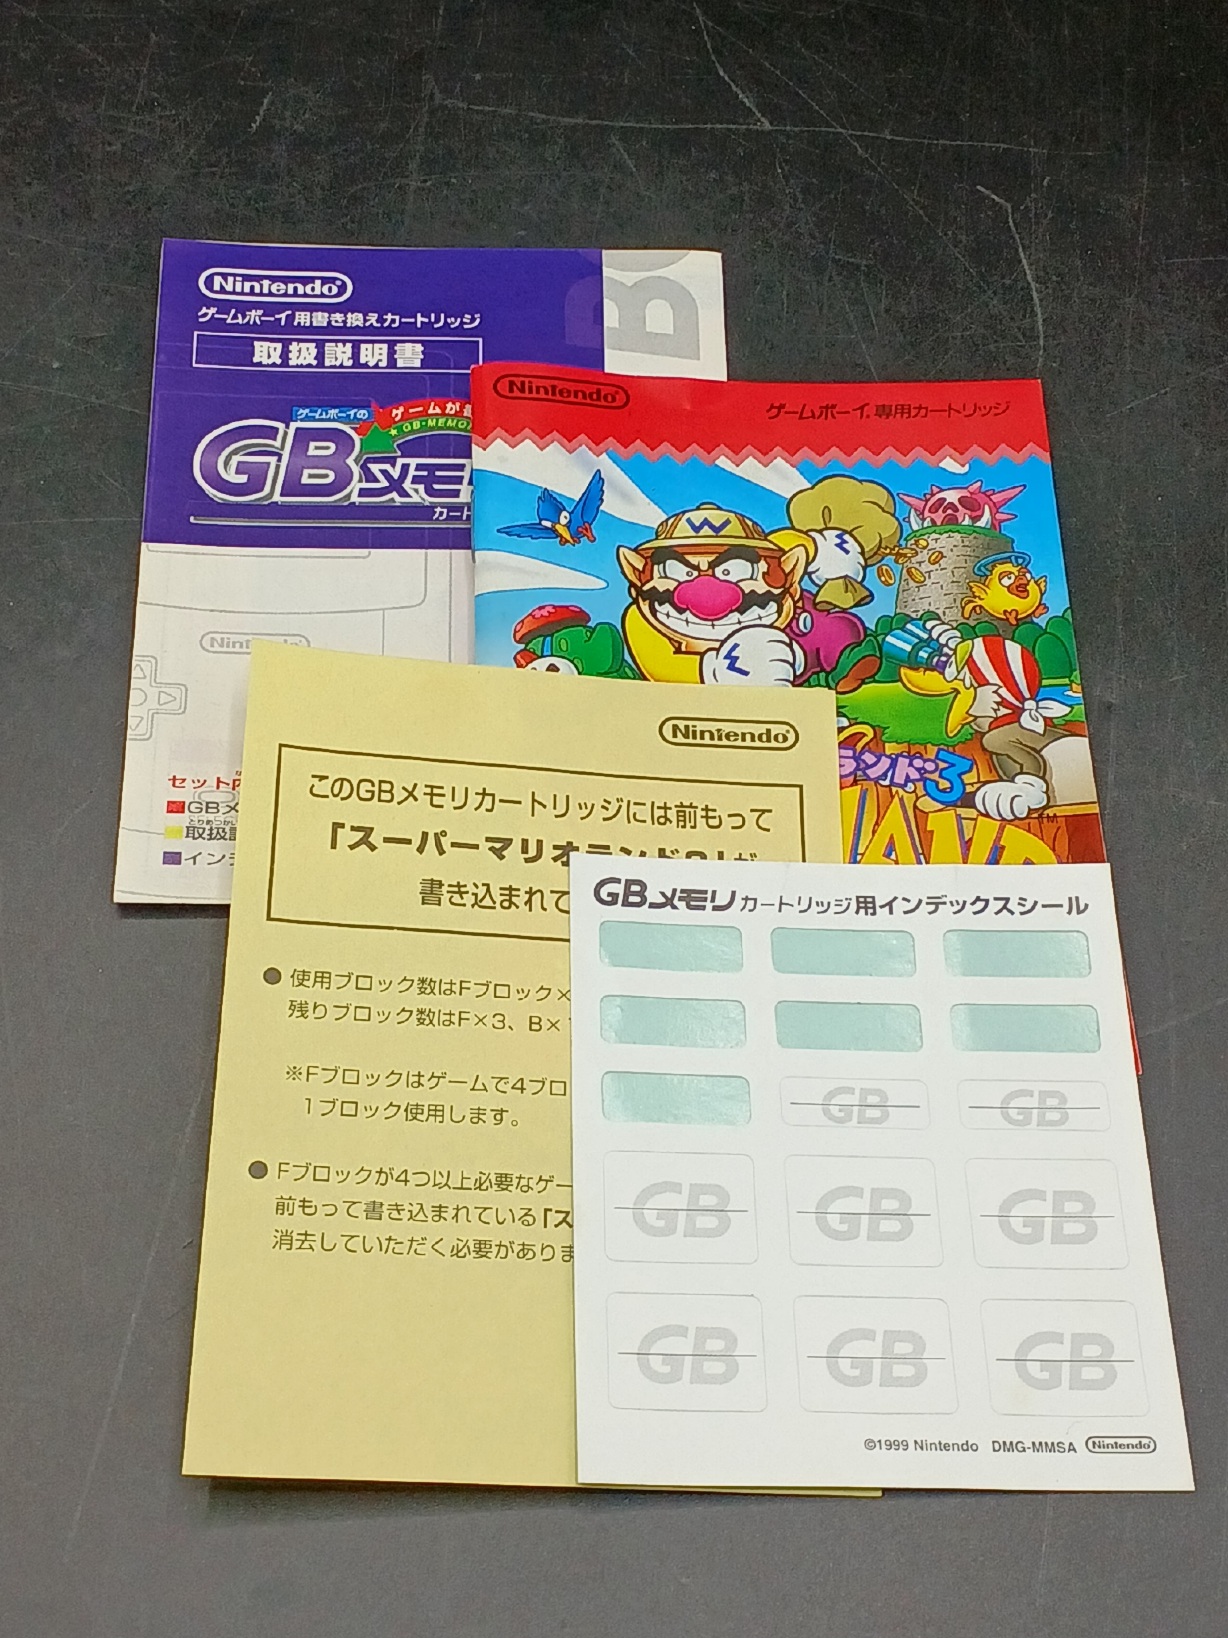 Nintendo
ゲームボーイ用書き換えカートリッジ
取扱説明書
ゲームボーイの
ゲームが
GB・MEMO
GBメモ
カート
B
Nintendo
セット
GBメ
取扱説
イン
Nintendo
ゲームボーイ専用カートリッジ
W
ランド3
LAND
TM
Nintendo
このGBメモリカートリッジには前もって
「スーパーマリオランド2」が
書き込まれて
●使用ブロック数はFブロック×
残りブロック数はF×3、B×
※Fブロックはゲームで4ブロ
1ブロック使用します。
●Fブロックが4つ以上必要なゲー
前もって書き込まれている「ス
消去していただく必要がありま
GBメモリカートリッジ用インデックスシール
GB GB
GB GB GB
GB GB GB
©1999 Nintendo DMG-MMSA Nintendo